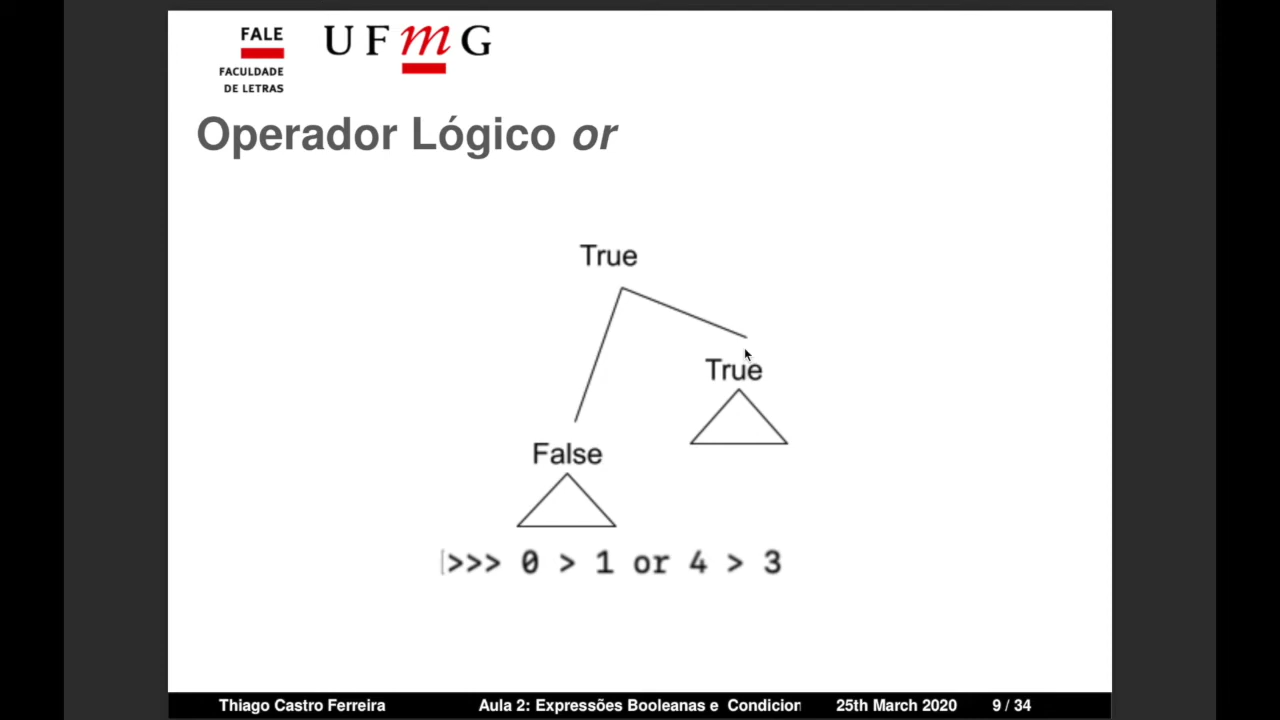 FALE
UFmG
FACULDADE
DE LETRAS
Operador Lógico or
True
True
False
>>> 0 > 1 or 4 > 3
Thiago Castro Ferreira Aula 2: Expressões Booleanas e Condicion 25th March 2020 9 / 34